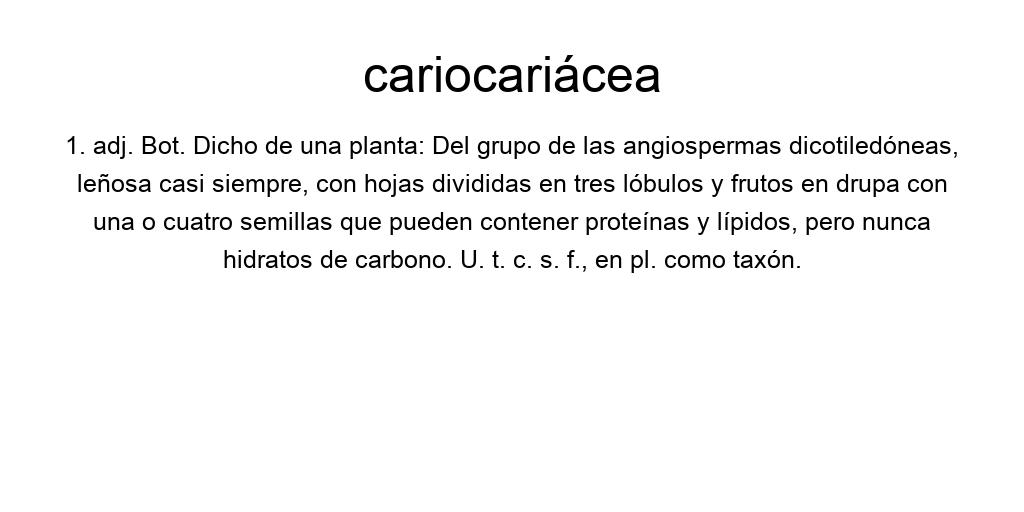 cariocariácea
1. adj. Bot. Dicho de una planta: Del grupo de las angiospermas dicotiledóneas,
leñosa casi siempre, con hojas divididas en tres lóbulos y frutos en drupa con
una o cuatro semillas que pueden contener proteínas y lípidos, pero nunca
hidratos de carbono. U. t. c. s. f., en pl. como taxón.